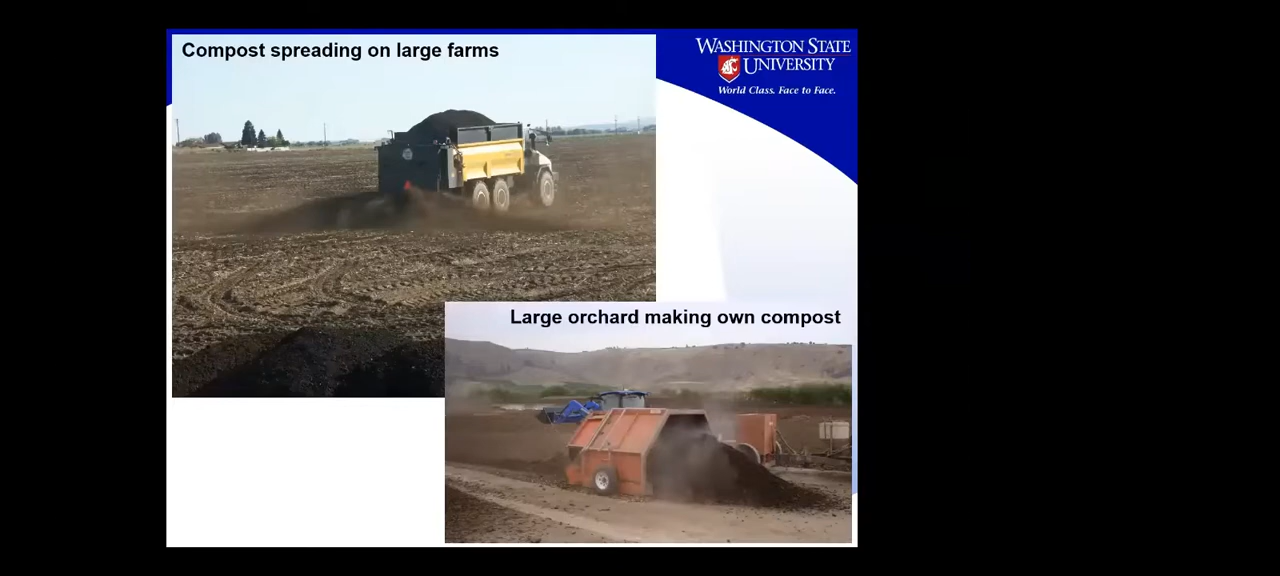 Compost spreading on large farms
WASHINGTON STATE
UNIVERSITY
World Class. Face to Face.
Large orchard making own compost